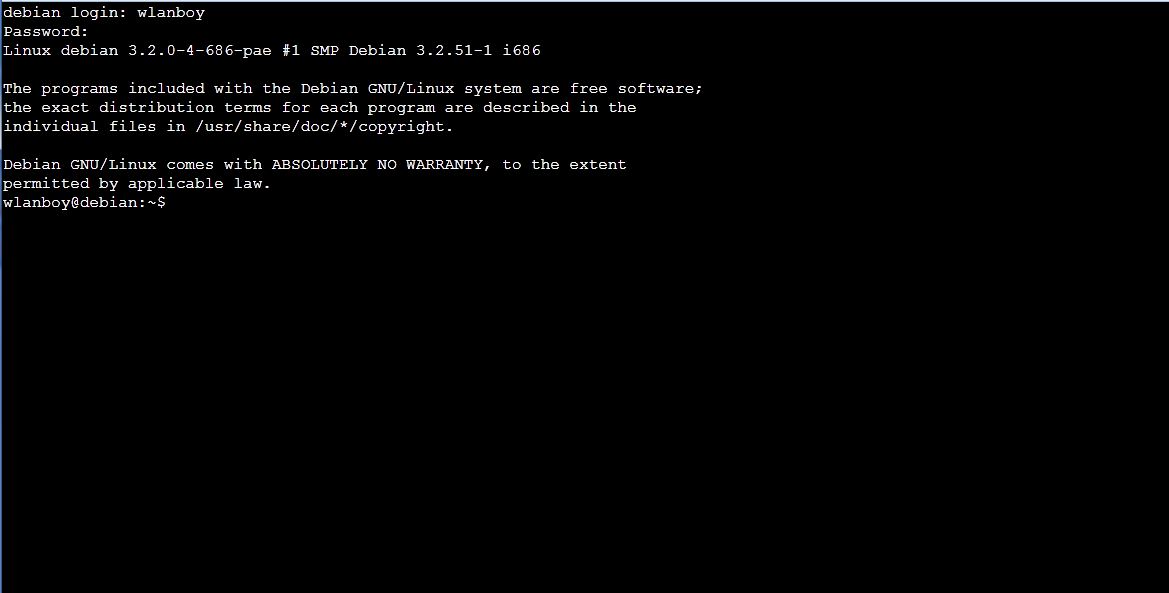 debian login: wlanboy
Password:
Linux debian 3.2.0-4-686-pae #1 SMP Debian 3.2.51-1 i686
The programs included with the Debian GNU/Linux system are free software;
the exact distribution terms for each program are described in the
individual files in /usr/share/doc/*/copyright.
Debian GNU/Linux comes with ABSOLUTELY NO WARRANTY, to the extent
permitted by applicable law.
wlanboy@debian:~$